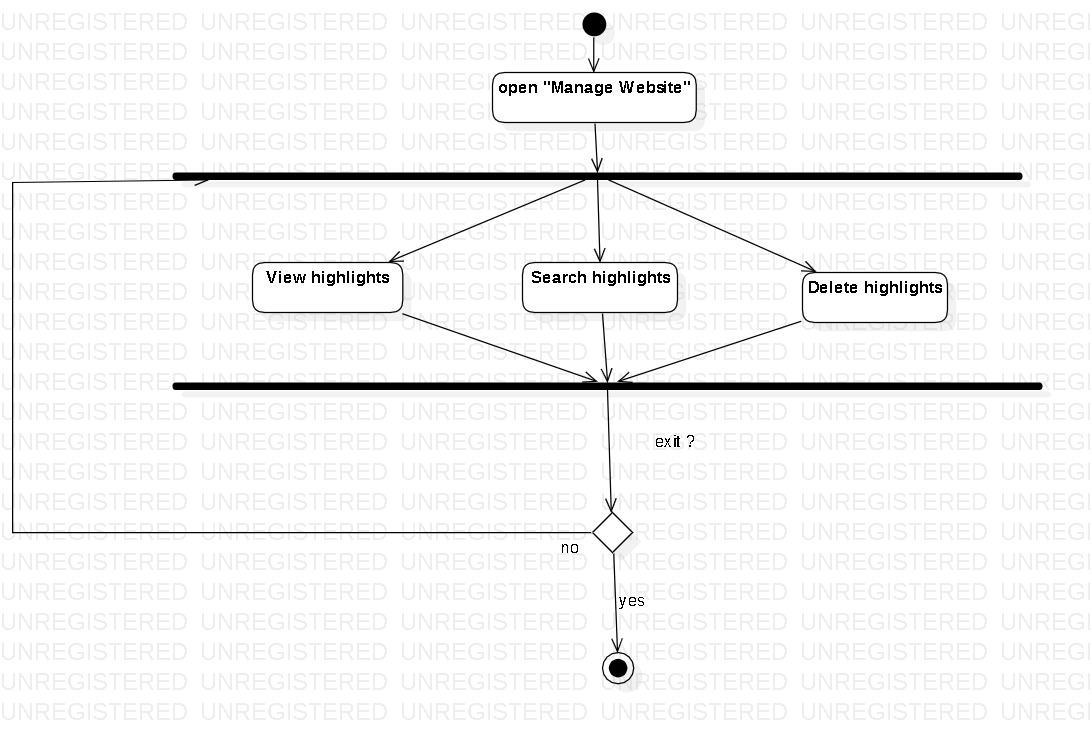 open "Manage Website"
View highlights
Search highlights
Delete highlights
exit ?
no
yes
UNREGISTERED